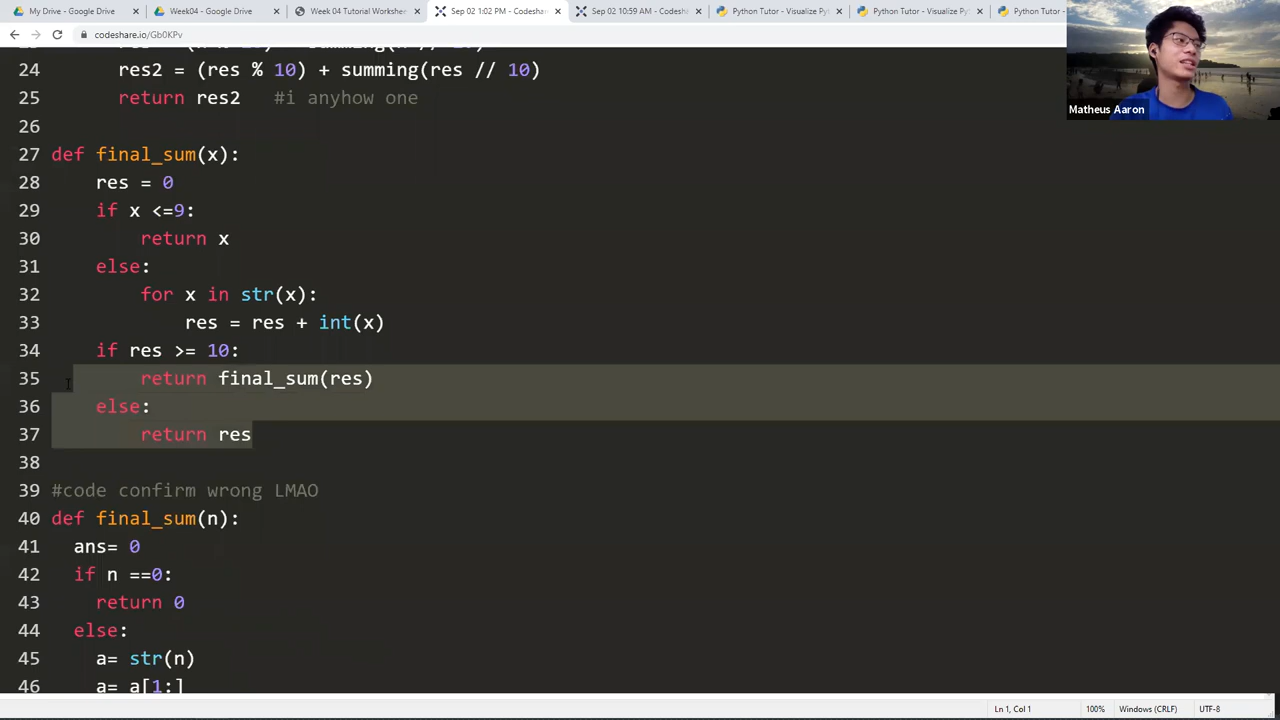 My Drive - Google Drive
Week04 - Google Drive
Week 04 Tutorial Workshe
Sep 02 1:02 PM - Codeshar
Sep 02 10:59 AM - Codesha
Python Tutor - Visualize Py
Python Tutor - Visualize Py
Python Tutor -
codeshare.io/Gb0KPv
24 res2 = (res % 10) + summing(res // 10)
25 return res2 #i anyhow one
26
27 def final_sum(x):
28 res = 0
29 if x <=9:
30 return x
31 else:
32 for x in str(x):
33 res = res + int(x)
34 if res >= 10:
35 return final_sum(res)
36 else:
37 return res
38
39 #code confirm wrong LMAO
40 def final_sum(n):
41 ans= 0
42 if n ==0:
43 return 0
44 else:
45 a= str(n)
46 a= a[1:]
Matheus Aaron
Ln 1, Col 1
100%
Windows (CRLF)
UTF-8